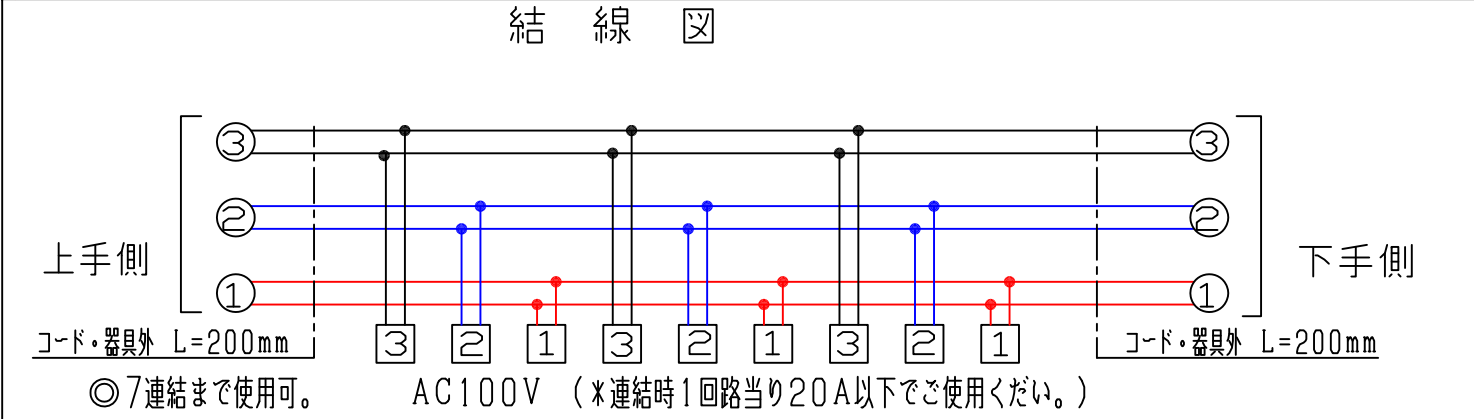 結線図
③ ③
② ②
上手側 下手側
① ①
3 2 1 3 2 1 3 2 1
コード・器具外 L=200mm コード・器具外 L=200mm
◎7連結まで使用可。 AC100V (*連結時1回路当り20A以下でご使用くだい。)